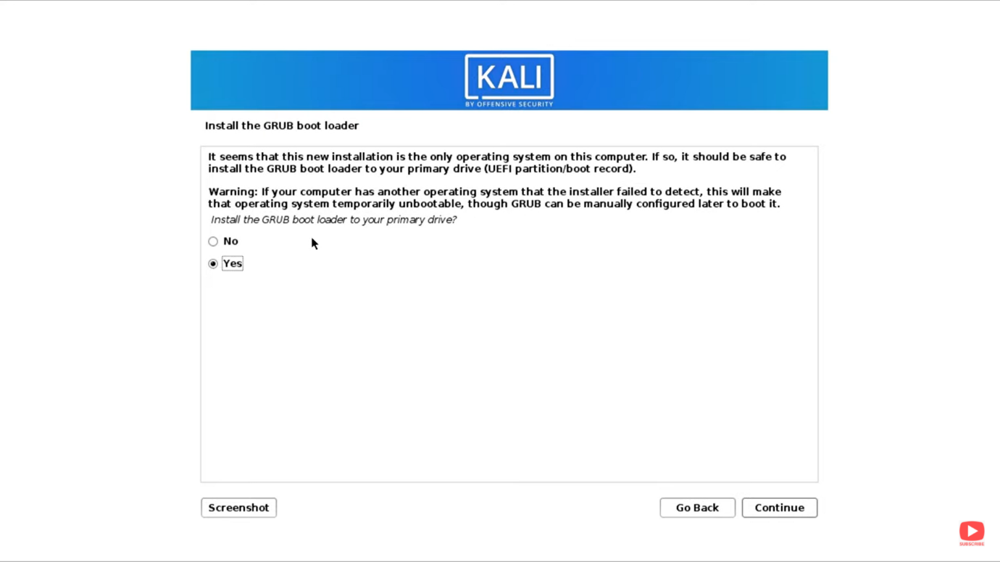 KALI
BY OFFENSIVE SECURITY
Install the GRUB boot loader
It seems that this new installation is the only operating system on this computer. If so, it should be safe to
install the GRUB boot loader to your primary drive (UEFI partition/boot record).
Warning: If your computer has another operating system that the installer failed to detect, this will make
that operating system temporarily unbootable, though GRUB can be manually configured later to boot it.
Install the GRUB boot loader to your primary drive?
No
Yes
Screenshot
Go Back
Continue
SUBSCRIBE